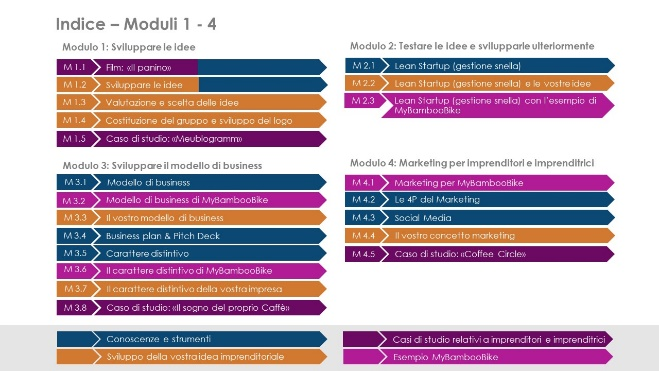 Indice – Moduli 1 - 4
Modulo 1: Sviluppare le idee
M 1.1 Film: «Il panino»
M 1.2 Sviluppare le idee
M 1.3 Valutazione e scelta delle idee
M 1.4 Costituzione del gruppo e sviluppo del logo
M 1.5 Caso di studio: «Meublogramm»
Modulo 2: Testare le idee e svilupparle ulteriormente
M 2.1 Lean Startup (gestione snella)
M 2.2 Lean Startup (gestione snella) e le vostre idee
M 2.3 Lean Startup (gestione snella) con l'esempio di
MyBambooBike
Modulo 3: Sviluppare il modello di business
M 3.1 Modello di business
M 3.2 Modello di business di MyBambooBike
M 3.3 Il vostro modello di business
M 3.4 Business plan & Pitch Deck
M 3.5 Carattere distintivo
M 3.6 Il carattere distintivo di MyBambooBike
M 3.7 Il carattere distintivo della vostra impresa
M 3.8 Caso di studio: «Il sogno del proprio Caffè»
Modulo 4: Marketing per imprenditori e imprenditrici
M 4.1 Marketing per MyBambooBike
M 4.2 Le 4P del Marketing
M 4.3 Social Media
M 4.4 Il vostro concetto marketing
M 4.5 Caso di studio: «Coffee Circle»
Conoscenze e strumenti
Sviluppo della vostra idea imprenditoriale
Casi di studio relativi a imprenditori e imprenditrici
Esempio MyBambooBike